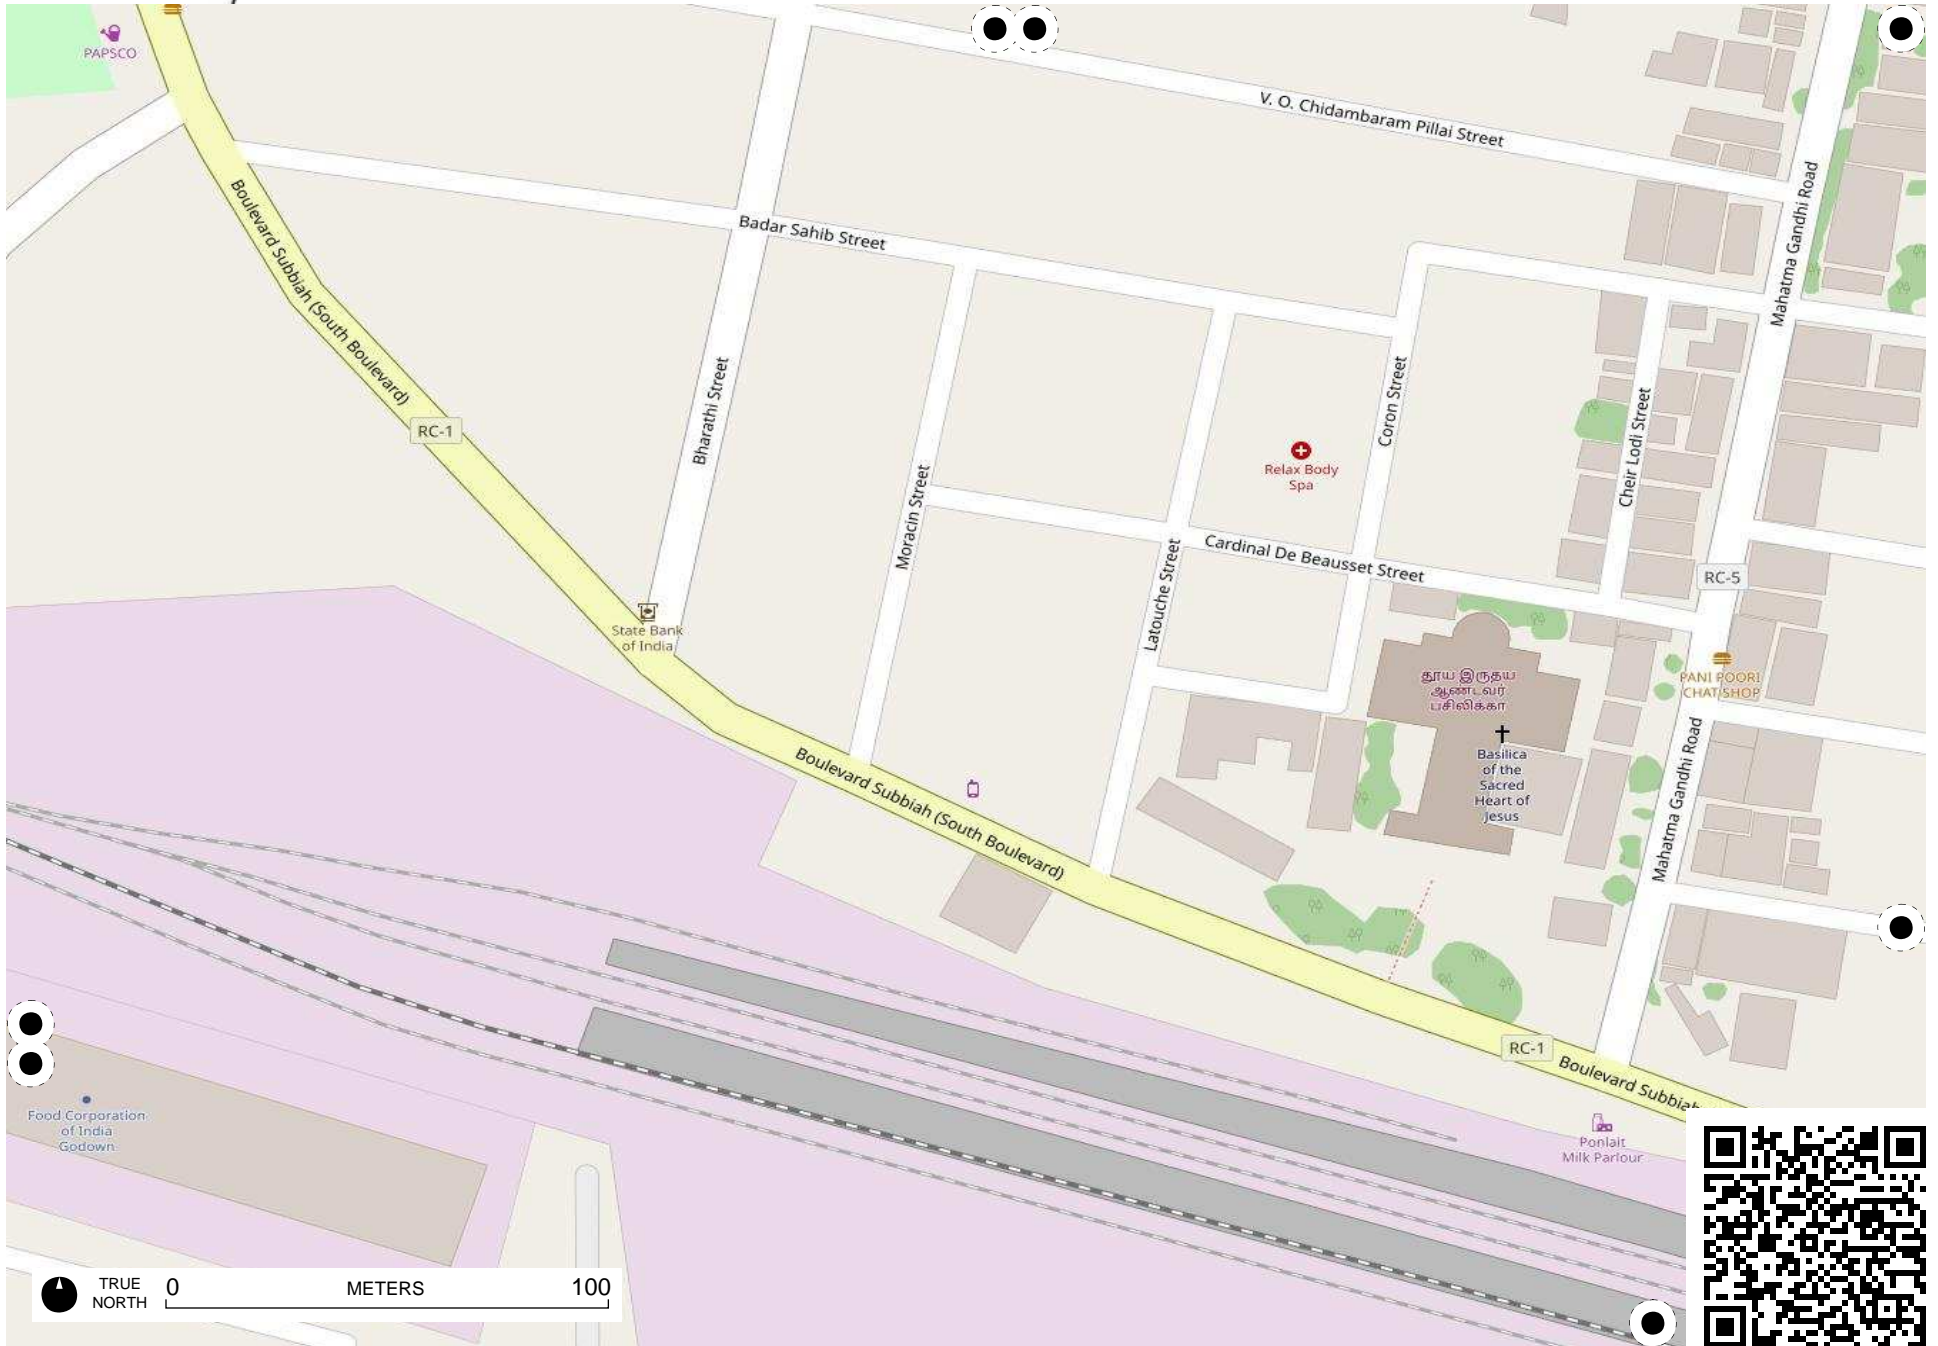 PAPSCO
V. O. Chidambaram Pillai Street
Boulevard Subbiah (South Boulevard)
Badar Sahib Street
Mahatma Gandhi Road
RC-1
Bharathi Street
Coron Street
Cheir Lodi Street
Relax Body
Spa
Moracin Street
Cardinal De Beausset Street
Latouche Street
RC-5
State Bank
of India
தூய இருதய
ஆண்டவர்
பசிலிக்கா
PANI POORI
CHAT SHOP
Basilica
of the
Sacred
Heart of
Jesus
Mahatma Gandhi Road
Boulevard Subbiah (South Boulevard)
RC-1
Boulevard Subbiah
Food Corporation
of India
Godown
Ponlait
Milk Parlour
TRUE
NORTH
0 METERS 100